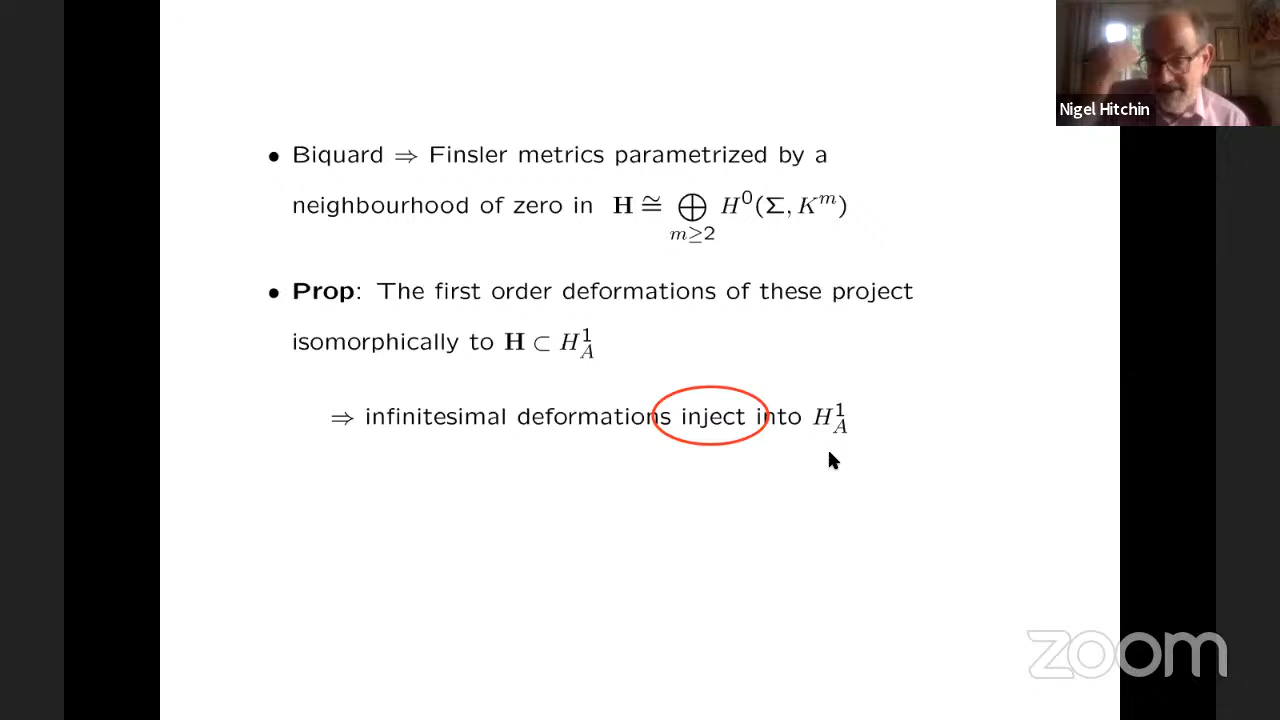 Nigel Hitchin
• Biquard ⇒ Finsler metrics parametrized by a
neighbourhood of zero in H ≅ ⨁_{m≥2} H⁰(Σ, Kᵐ)
• Prop: The first order deformations of these project
isomorphically to H ⊂ H¹_A
⇒ infinitesimal deformations inject into H¹_A
zoom